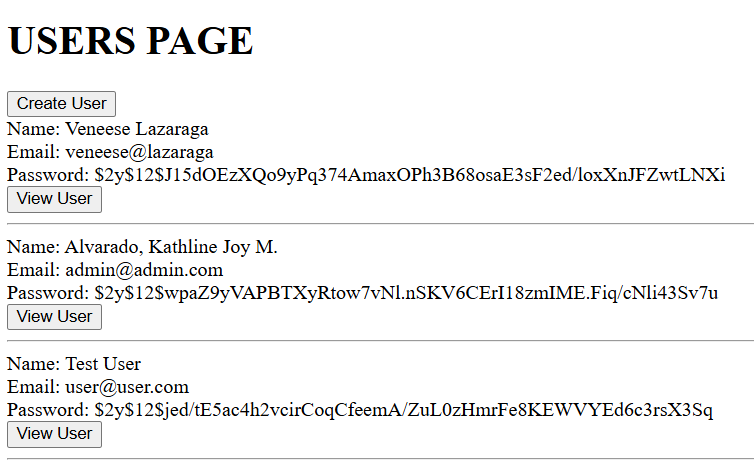 USERS PAGE
Create User
Name: Veneese Lazaraga
Email: veneese@lazaraga
Password: $2y$12$J15dOEzXQo9yPq374AmaxOPh3B68osaE3sF2ed/loxXnJFZwtLNXi
View User
Name: Alvarado, Kathline Joy M.
Email: admin@admin.com
Password: $2y$12$wpaZ9yVAPBTXyRtow7vNl.nSKV6CErI18zmIME.Fiq/cNli43Sv7u
View User
Name: Test User
Email: user@user.com
Password: $2y$12$jed/tE5ac4h2vcirCoqCfeemA/ZuL0zHmrFe8KEWVYEd6c3rsX3Sq
View User